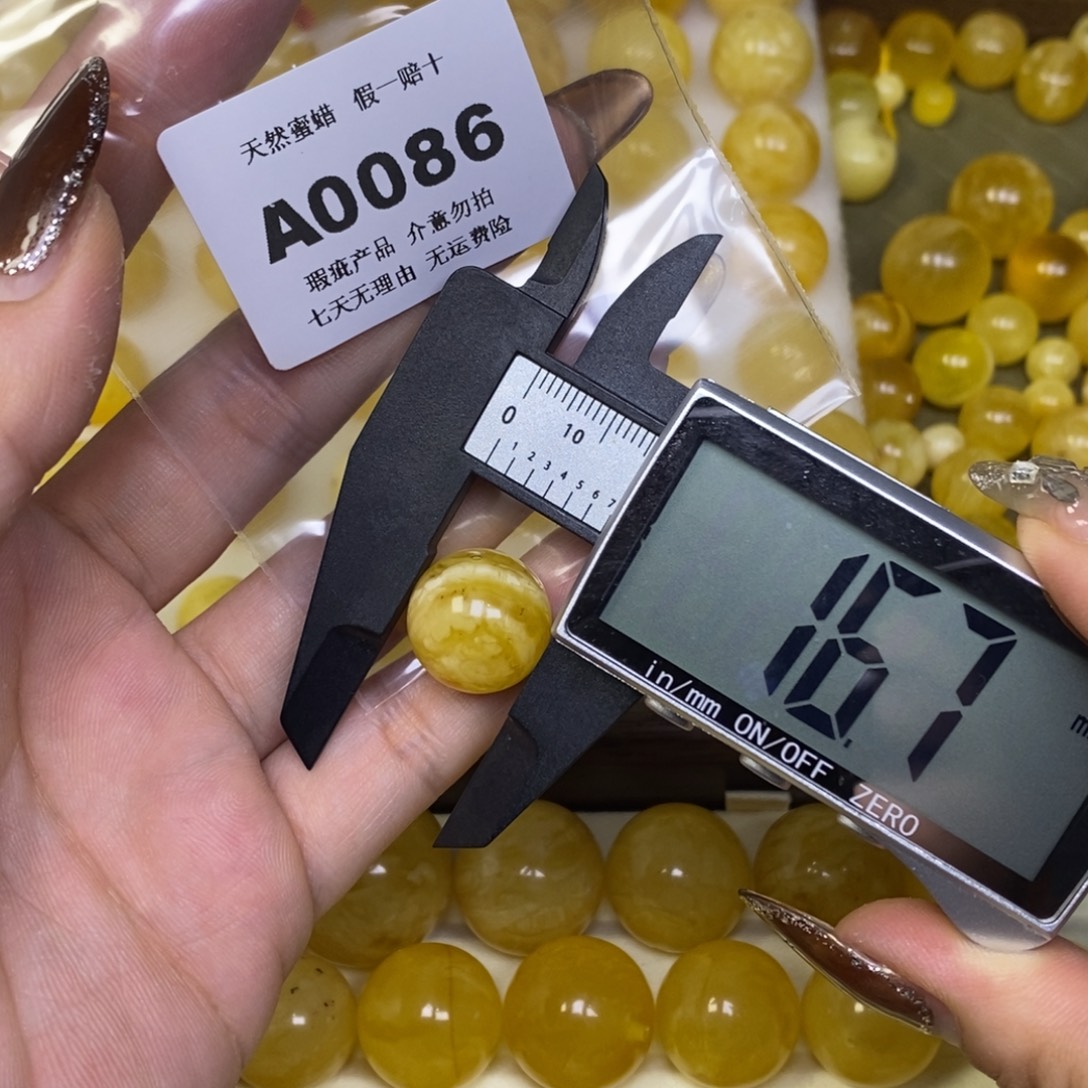 天然蜜蜡 假一赔十
A0086
瑕疵产品 介意勿拍
七天无理由 无运费险
0 10
1 2 3 4 5 6 7
16.7
in/mm ON/OFF ZERO